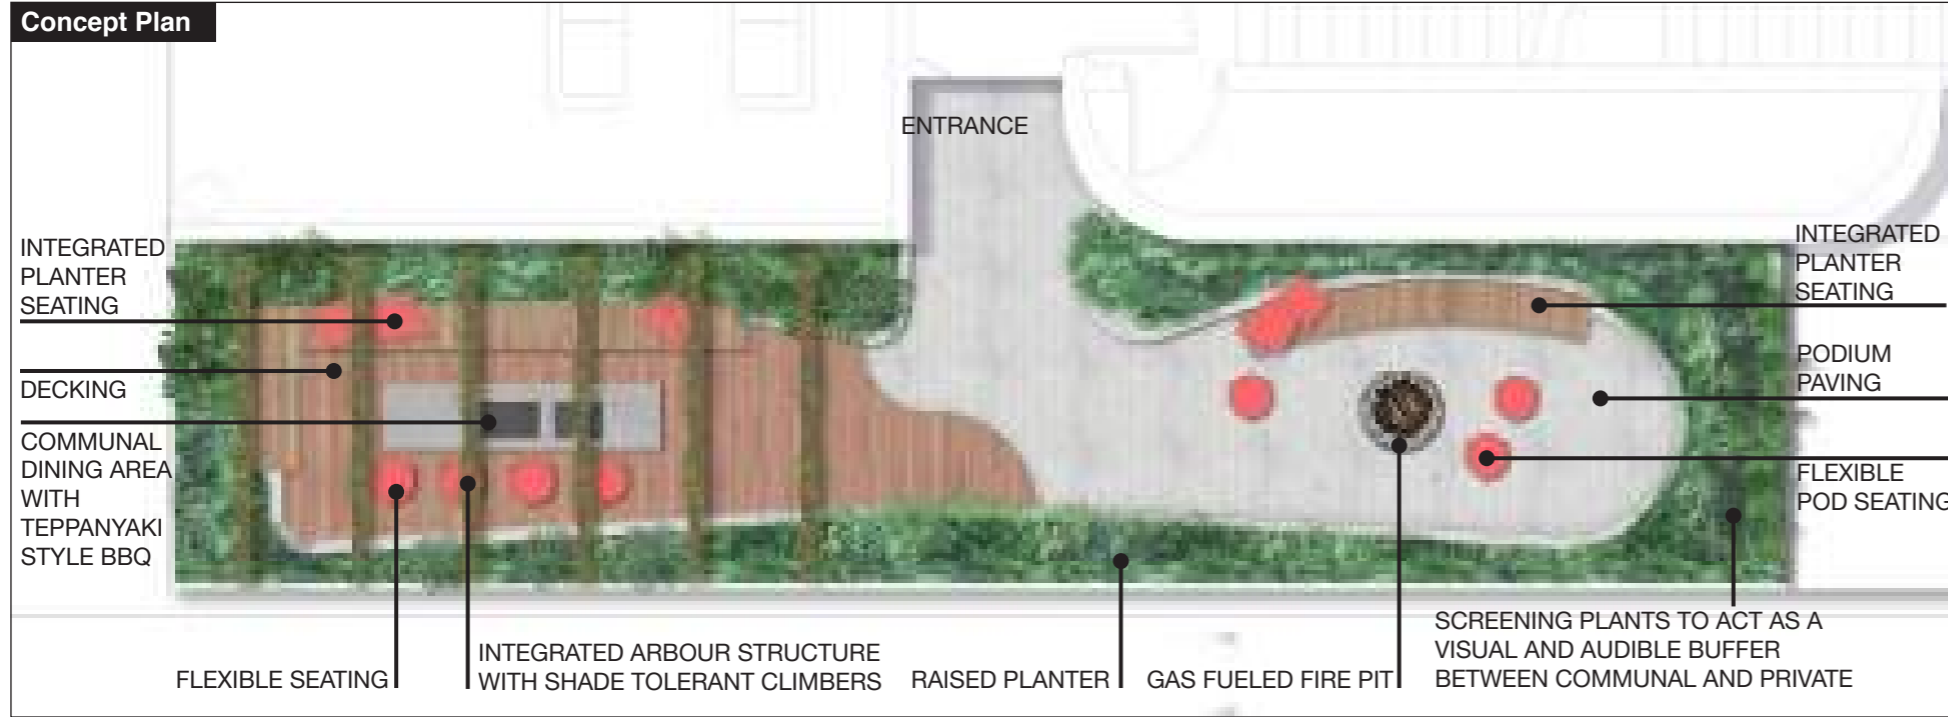 Concept Plan
ENTRANCE
INTEGRATED
PLANTER
SEATING
DECKING
COMMUNAL
DINING AREA
WITH
TEPPANYAKI
STYLE BBQ
FLEXIBLE SEATING
INTEGRATED ARBOUR STRUCTURE
WITH SHADE TOLERANT CLIMBERS
RAISED PLANTER
GAS FUELED FIRE PIT
SCREENING PLANTS TO ACT AS A
VISUAL AND AUDIBLE BUFFER
BETWEEN COMMUNAL AND PRIVATE
INTEGRATED
PLANTER
SEATING
PODIUM
PAVING
FLEXIBLE
POD SEATING